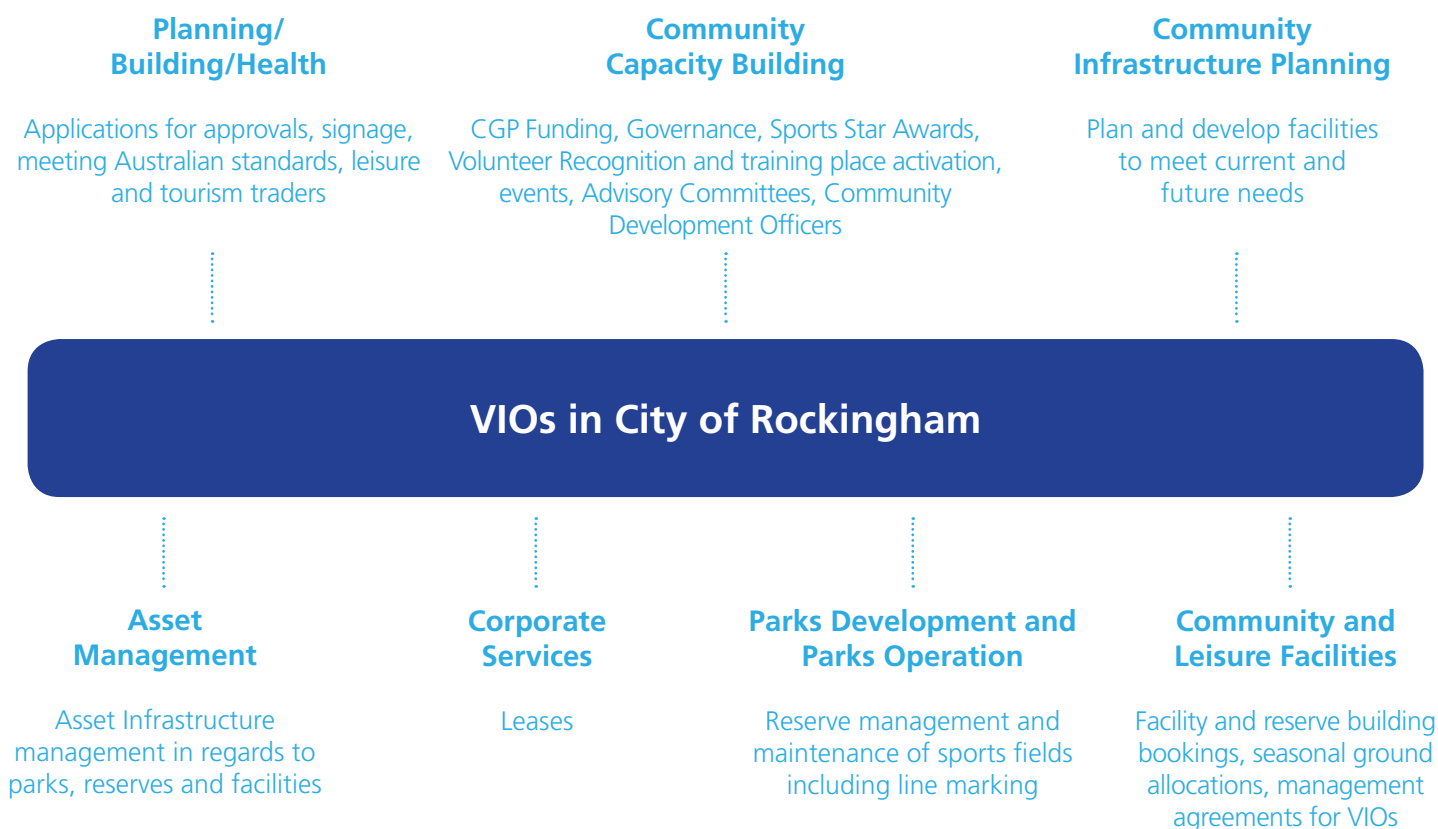 Planning/
Building/Health
Applications for approvals, signage,
meeting Australian standards, leisure
and tourism traders
Community
Capacity Building
CGP Funding, Governance, Sports Star Awards,
Volunteer Recognition and training place activation,
events, Advisory Committees, Community
Development Officers
Community
Infrastructure Planning
Plan and develop facilities
to meet current and
future needs
VIOs in City of Rockingham
Asset
Management
Asset Infrastructure
management in regards to
parks, reserves and facilities
Corporate
Services
Leases
Parks Development and
Parks Operation
Reserve management and
maintenance of sports fields
including line marking
Community and
Leisure Facilities
Facility and reserve building
bookings, seasonal ground
allocations, management
agreements for VIOs